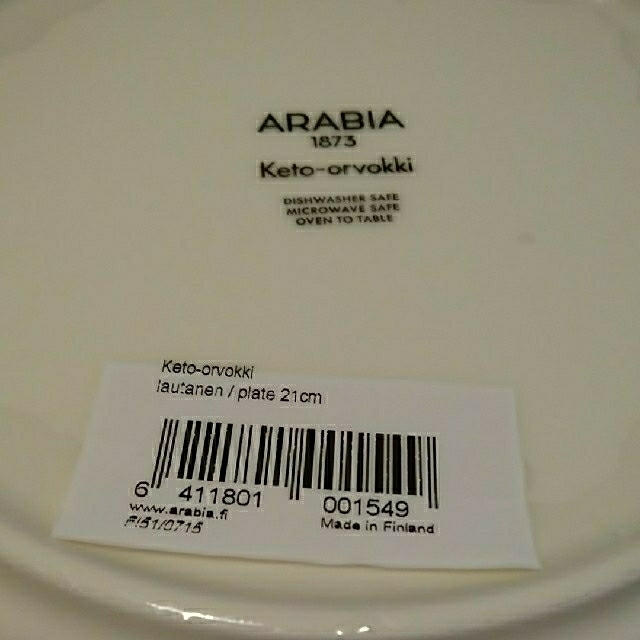 ARABIA
1873
Keto-orvokki
DISHWASHER SAFE
MICROWAVE SAFE
OVEN TO TABLE
Keto-orvokki
lautanen / plate 21cm
6 411801 001549
www.arabia.fi Made in Finland